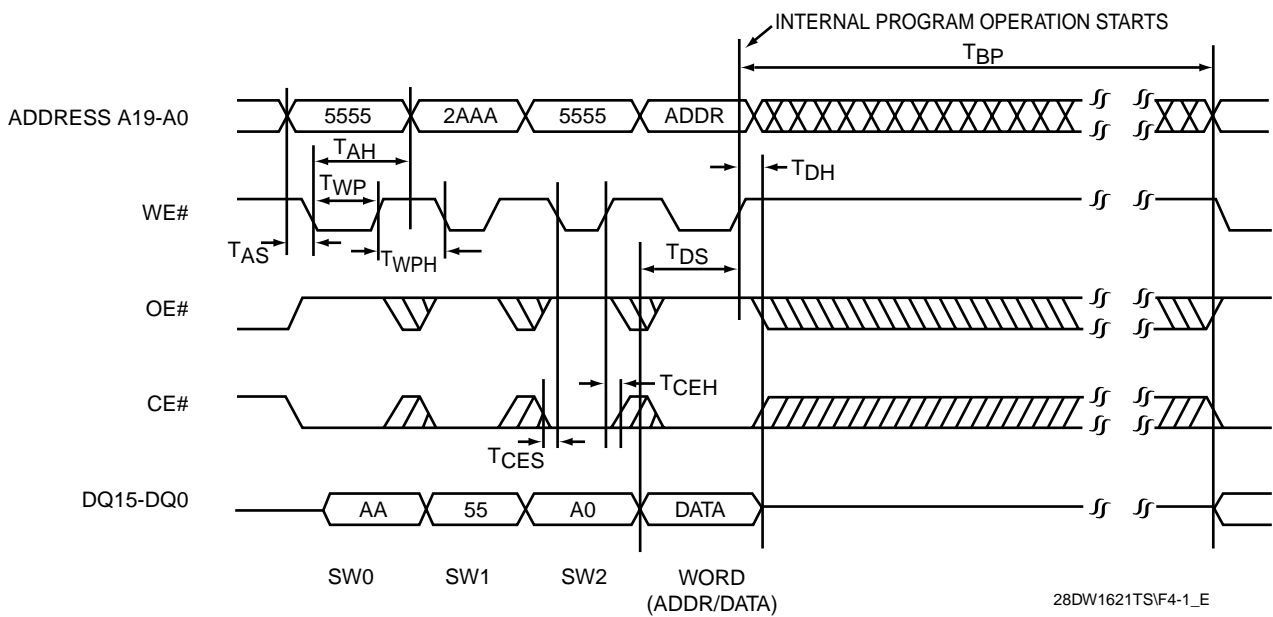 INTERNAL PROGRAM OPERATION STARTS
TBP
ADDRESS A19-A0
5555
2AAA
5555
ADDR
TAH
TDH
TWP
WE#
TAS
TWPH
TDS
OE#
TCEH
CE#
TCES
DQ15-DQ0
AA
55
A0
DATA
SW0
SW1
SW2
WORD
(ADDR/DATA)
28DW1621TS\F4-1_E